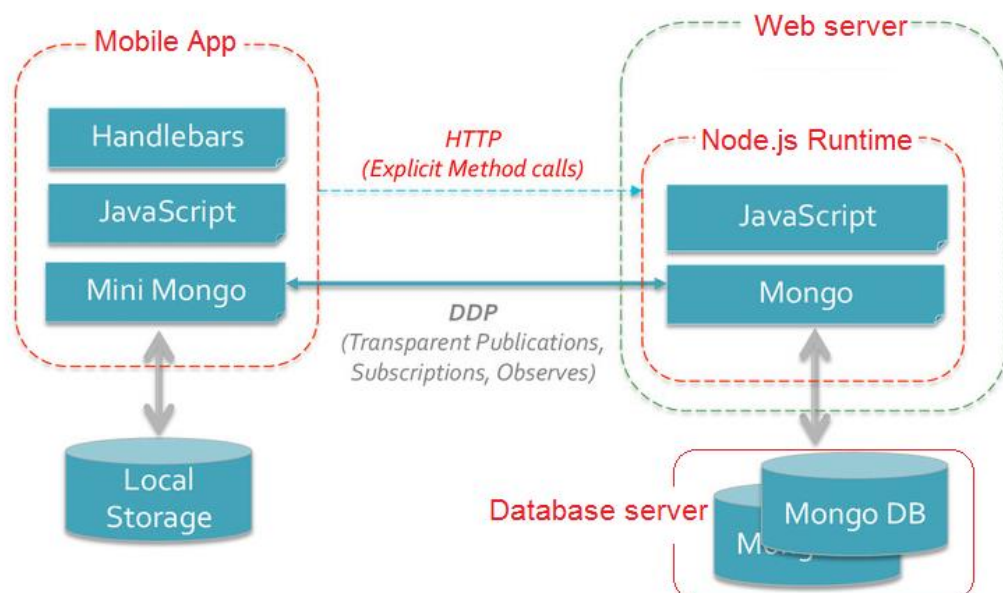 Mobile App
Handlebars
JavaScript
Mini Mongo
Local
Storage
HTTP
(Explicit Method calls)
DDP
(Transparent Publications,
Subscriptions, Observes)
Web server
Node.js Runtime
JavaScript
Mongo
Database server
Mongo DB